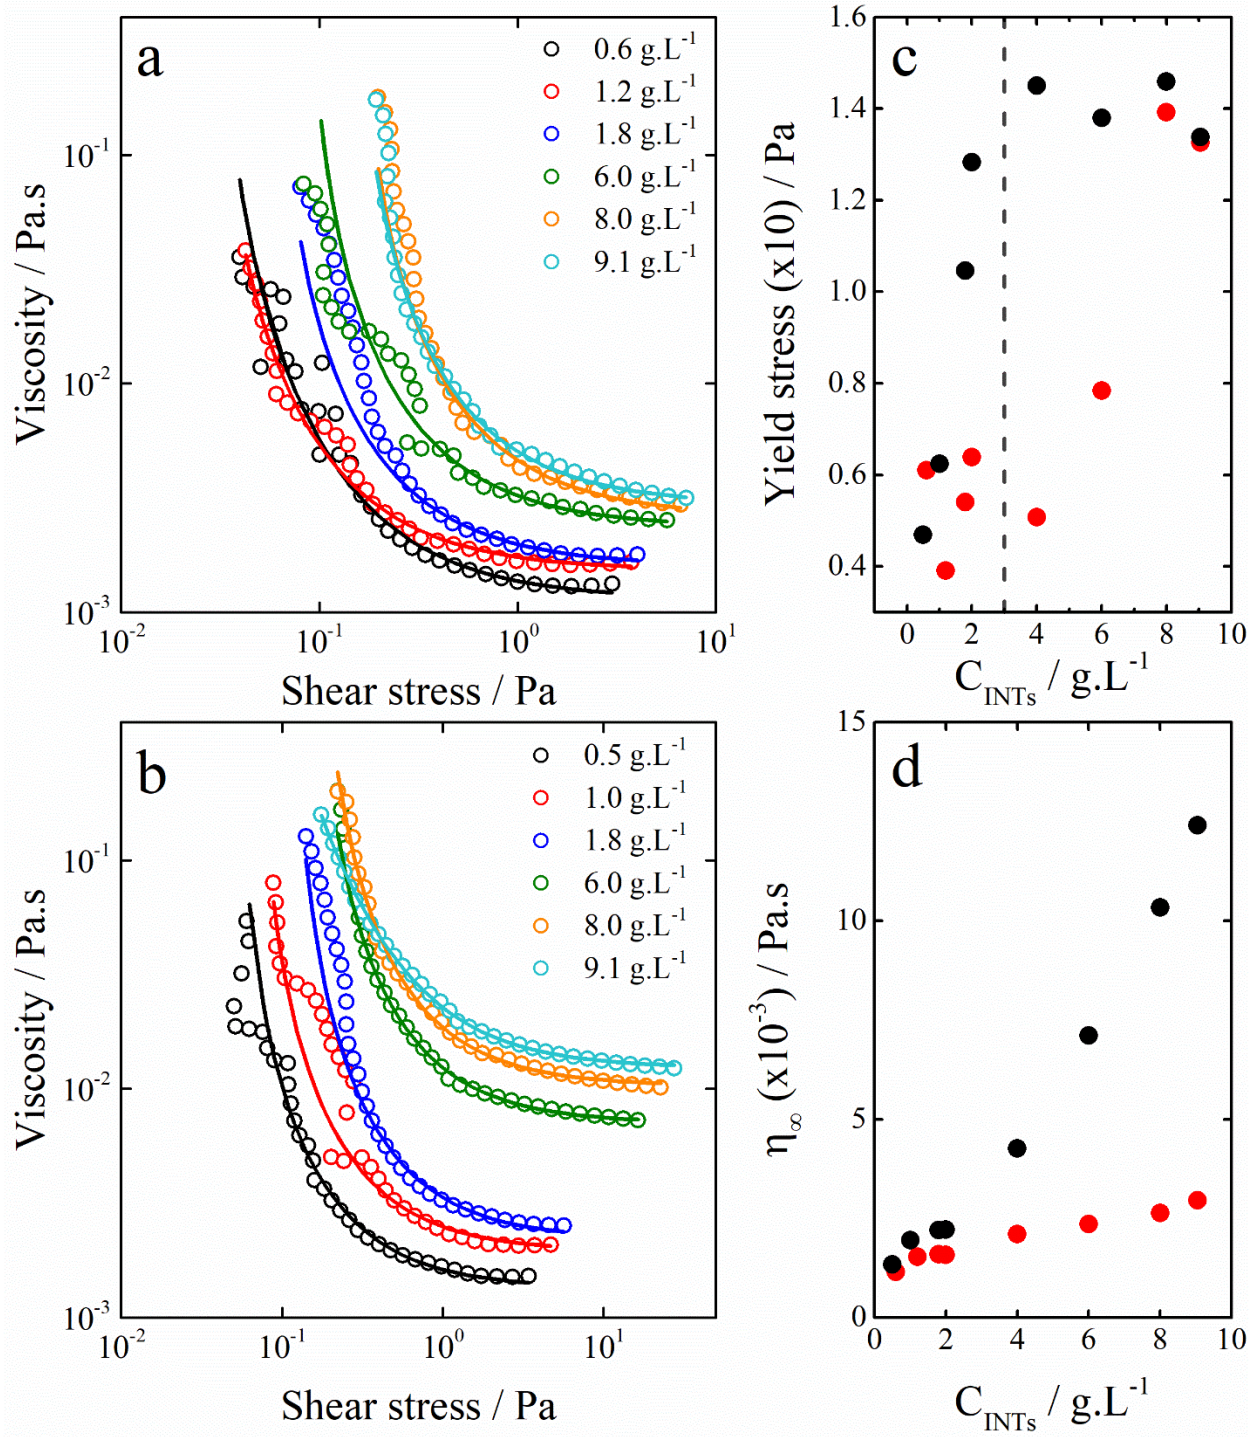 a
0.6 g.L⁻¹
1.2 g.L⁻¹
1.8 g.L⁻¹
6.0 g.L⁻¹
8.0 g.L⁻¹
9.1 g.L⁻¹
10⁻¹
10⁻²
10⁻³
Viscosity / Pa.s
10⁻² 10⁻¹ 10⁰ 10¹
Shear stress / Pa
c
1.6
1.4
1.2
1.0
0.8
0.6
0.4
Yield stress (x10) / Pa
0 2 4 6 8 10
C_INTs / g.L⁻¹
b
0.5 g.L⁻¹
1.0 g.L⁻¹
1.8 g.L⁻¹
6.0 g.L⁻¹
8.0 g.L⁻¹
9.1 g.L⁻¹
10⁻¹
10⁻²
10⁻³
Viscosity / Pa.s
10⁻² 10⁻¹ 10⁰ 10¹
Shear stress / Pa
d
15
10
5
0
η∞ (x10⁻³) / Pa.s
0 2 4 6 8 10
C_INTs / g.L⁻¹